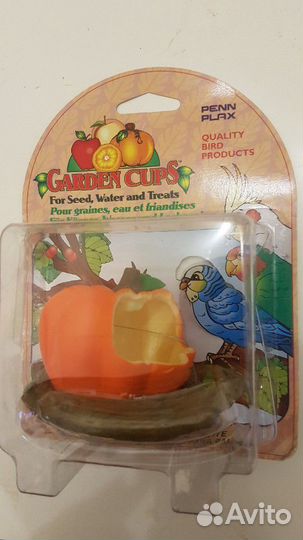 PENN
PLAX
QUALITY
BIRD
PRODUCTS
GARDEN CUPS
For Seed, Water and Treats
Pour graines, eau et friandises
Avito